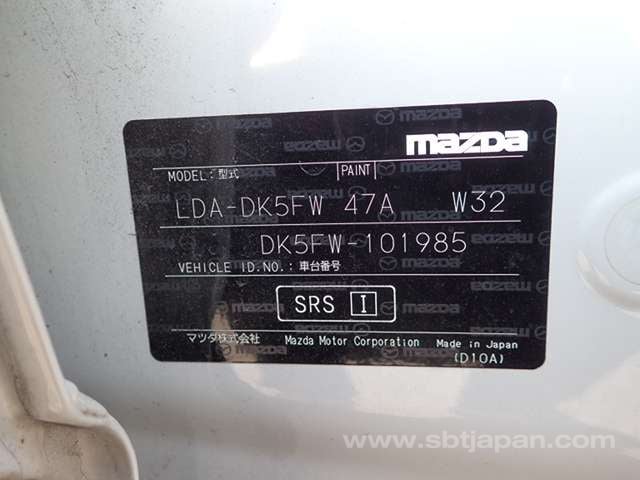 mazda
MODEL:型式 PAINT
LDA-DK5FW 47A W32
DK5FW-101985
VEHICLE ID.NO.:車台番号
SRS I
マツダ株式会社 Mazda Motor Corporation Made in Japan
(D10A)
www.sbtjapan.com